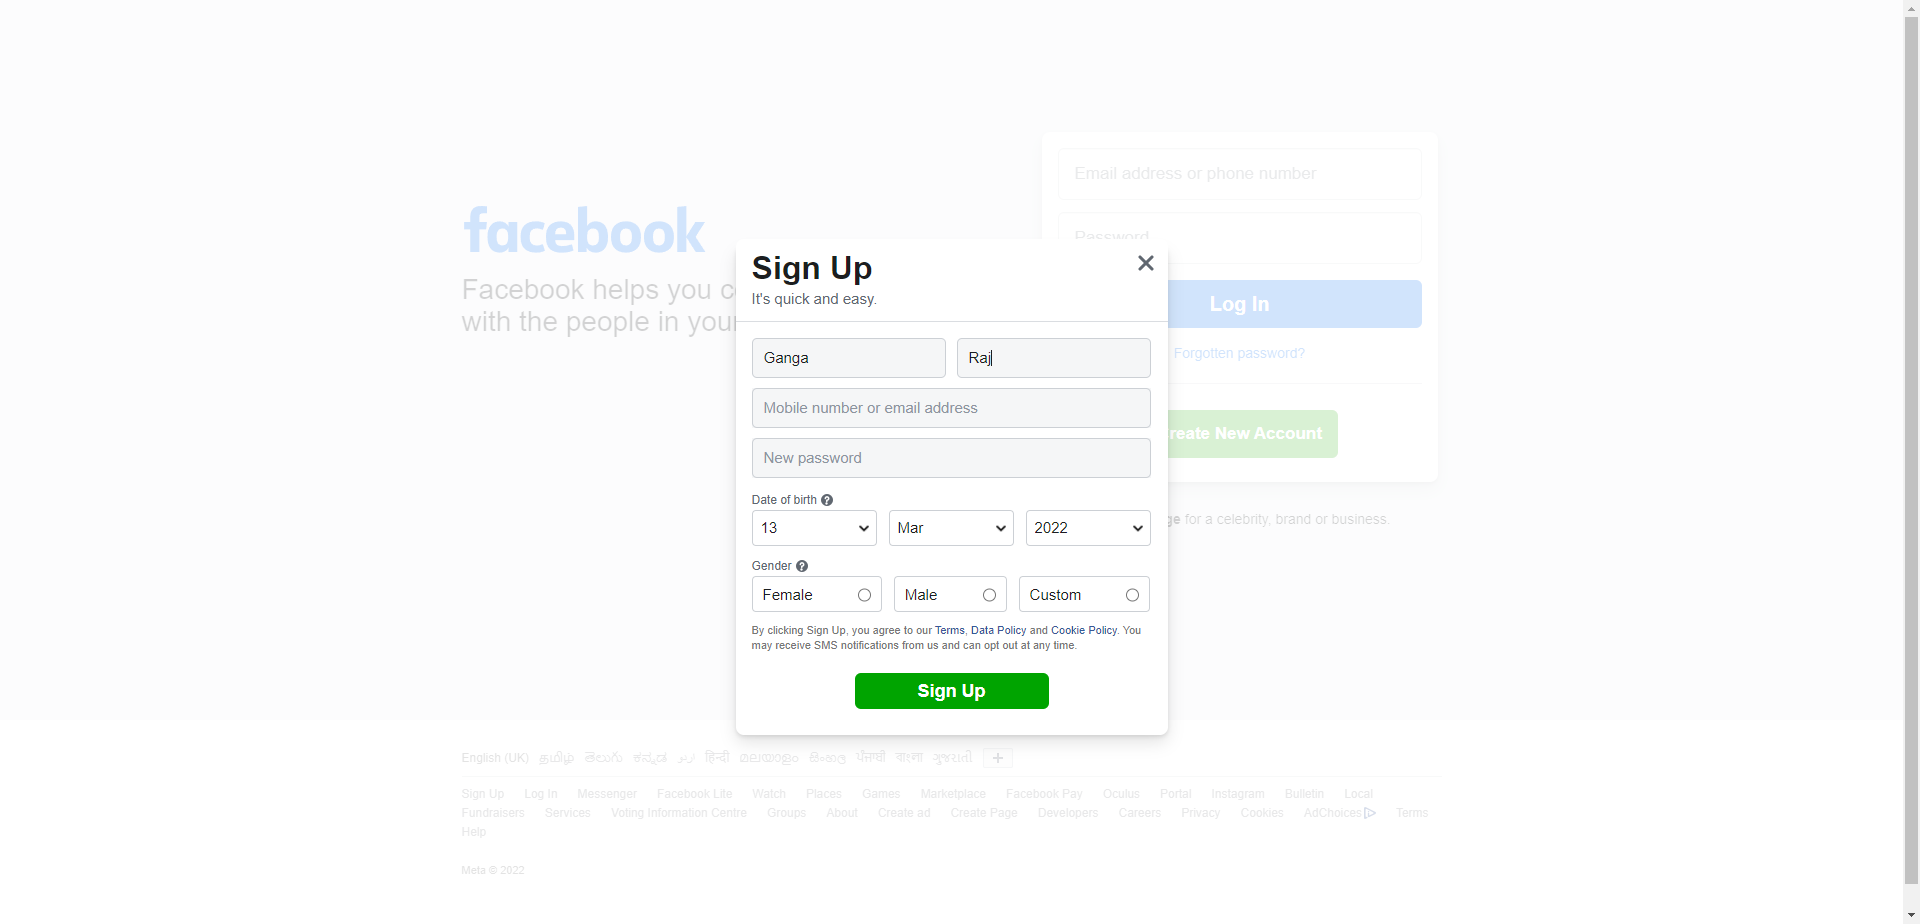 facebook
Facebook helps you c
with the people in your
Email address or phone number
Password
Log In
Forgotten password?
reate New Account
ge for a celebrity, brand or business.
Sign Up
It's quick and easy.
Ganga Raj
Mobile number or email address
New password
Date of birth ?
13 Mar 2022
Gender ?
Female Male Custom
By clicking Sign Up, you agree to our Terms, Data Policy and Cookie Policy. You
may receive SMS notifications from us and can opt out at any time.
Sign Up
English (UK) தமிழ் తెలుగు ಕನ್ನಡ اردو हिन्दी മലയാളം සිංහල ਪੰਜਾਬੀ বাংলা ગુજરાતી +
Sign Up Log In Messenger Facebook Lite Watch Places Games Marketplace Facebook Pay Oculus Portal Instagram Bulletin Local
Fundraisers Services Voting Information Centre Groups About Create ad Create Page Developers Careers Privacy Cookies AdChoices Terms
Help
Meta © 2022